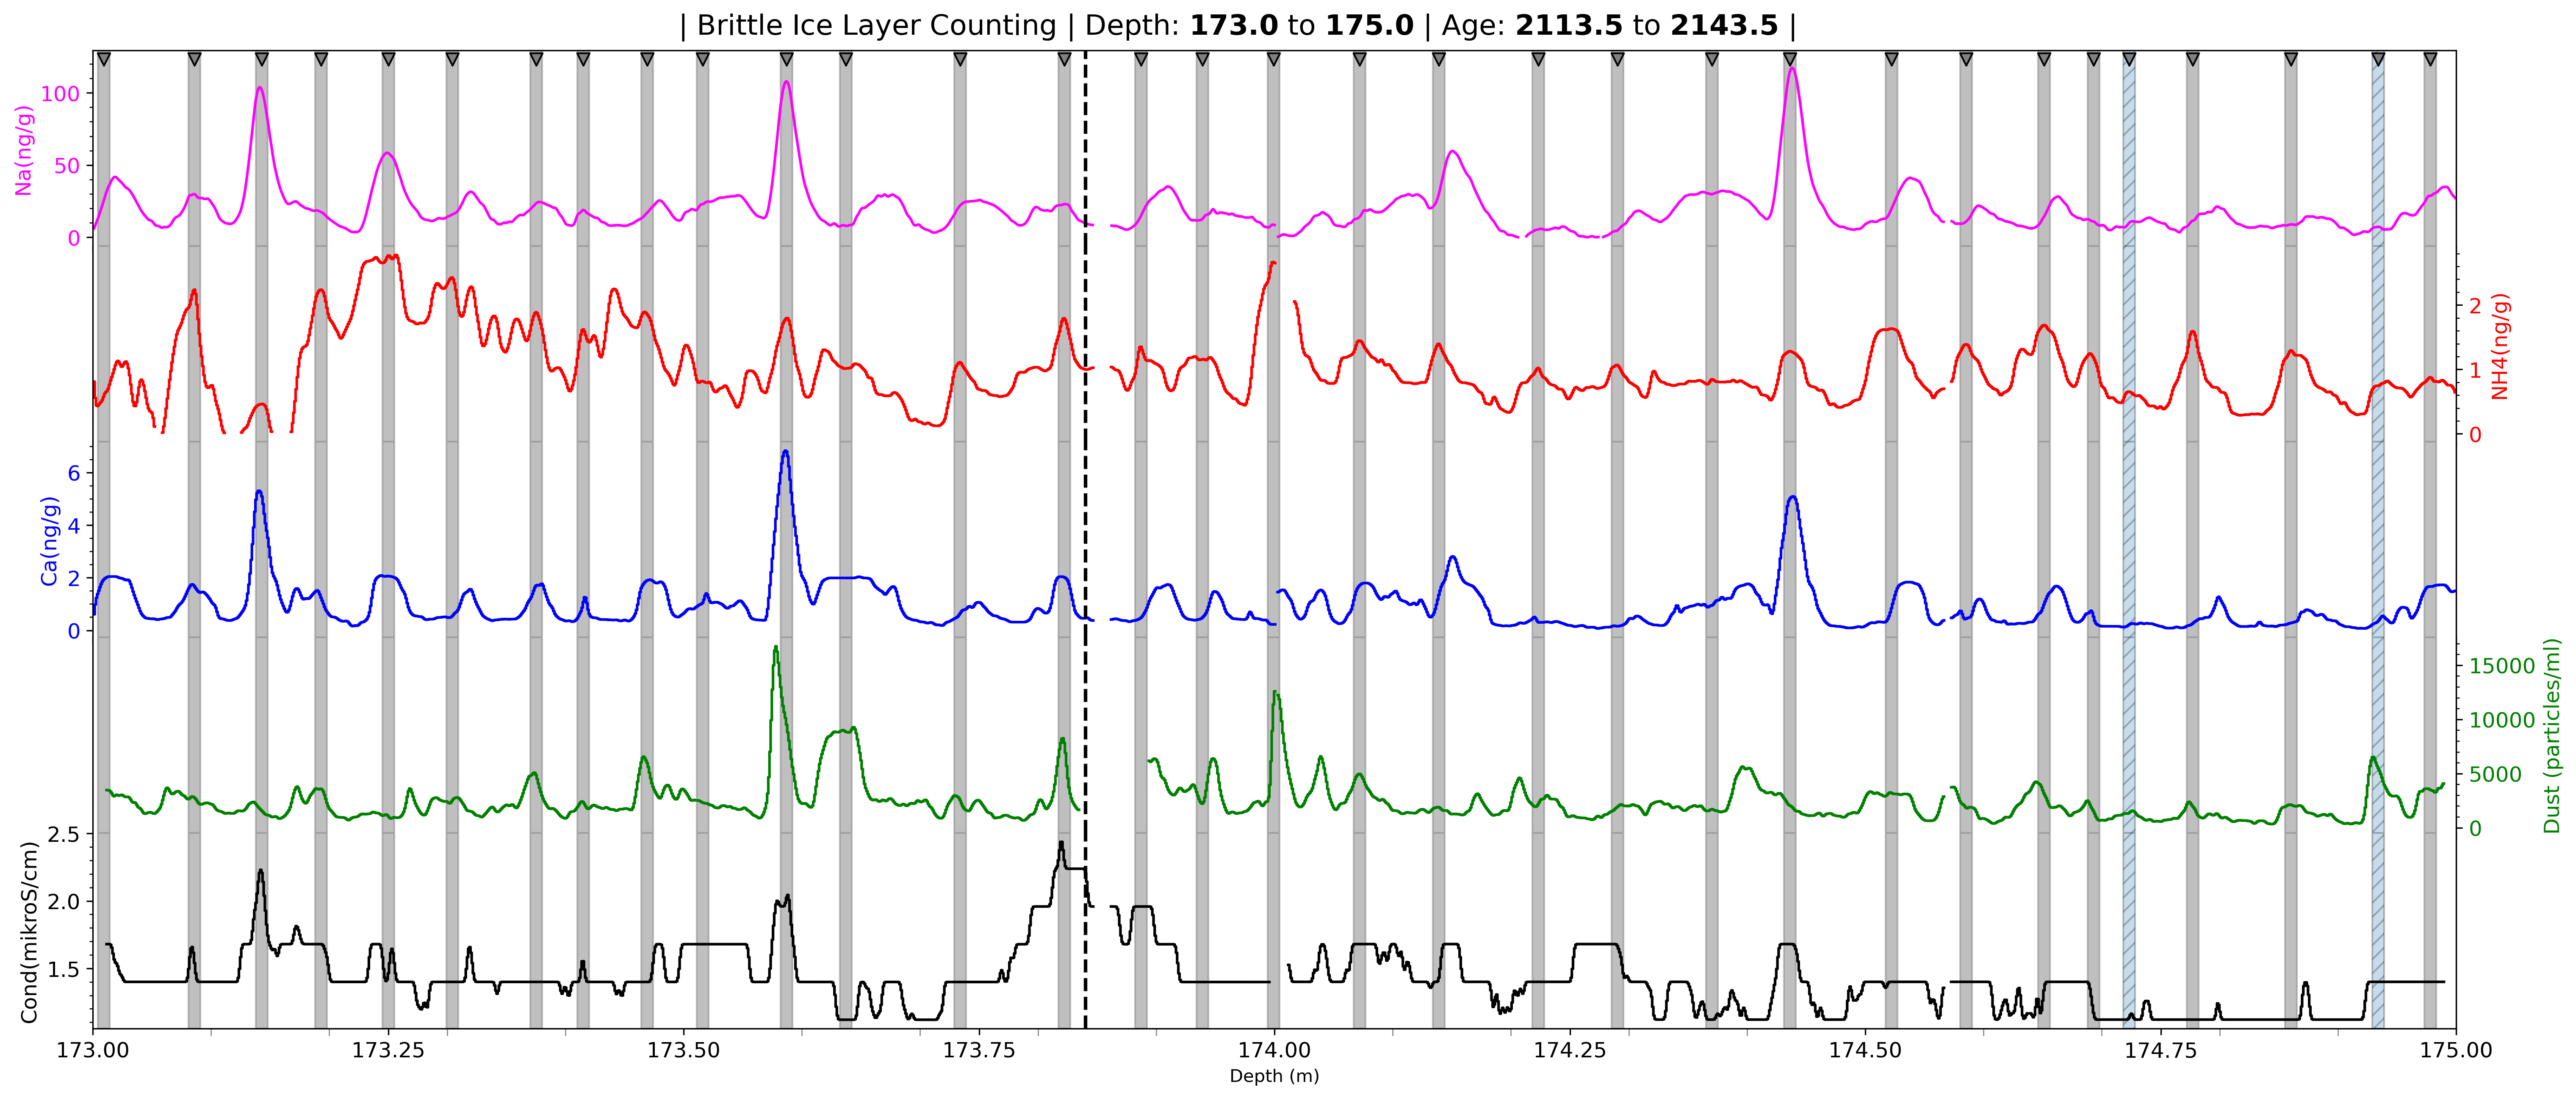 | Brittle Ice Layer Counting | Depth: 173.0 to 175.0 | Age: 2113.5 to 2143.5 |
Na(ng/g)
100
50
0
NH4(ng/g)
2
1
0
Ca(ng/g)
6
4
2
0
Dust (particles/ml)
15000
10000
5000
0
Cond(mikroS/cm)
2.5
2.0
1.5
173.00 173.25 173.50 173.75 174.00 174.25 174.50 174.75 175.00
Depth (m)